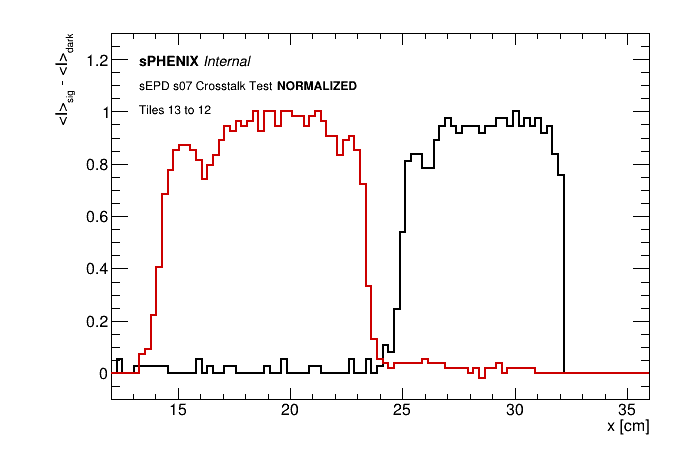 <I>sig - <I>dark
sPHENIX Internal
sEPD s07 Crosstalk Test NORMALIZED
Tiles 13 to 12
1.2
1
0.8
0.6
0.4
0.2
0
15 20 25 30 35
x [cm]